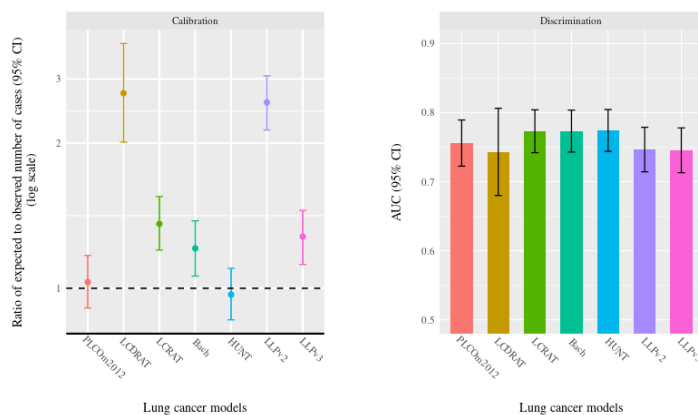 Calibration
Ratio of expected to observed number of cases (95% CI)
(log scale)
3
2
1
PLCOm2012
LCDRAT
LCRAT
Bach
HUNT
LLPv2
LLPv3
Lung cancer models
Discrimination
AUC (95% CI)
0.9
0.8
0.7
0.6
0.5
PLCOm2012
LCDRAT
LCRAT
Bach
HUNT
LLPv2
Lung cancer models